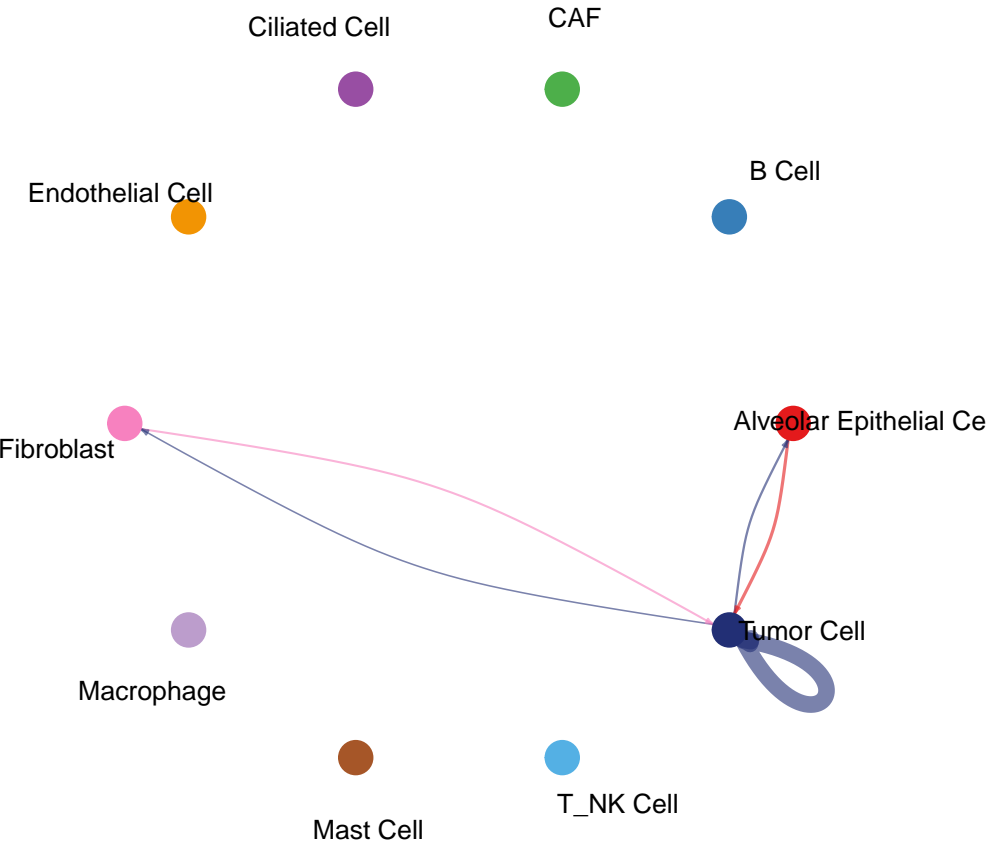 CAF
Ciliated Cell
B Cell
Endothelial Cell
Alveolar Epithelial Ce
Fibroblast
Tumor Cell
Macrophage
T_NK Cell
Mast Cell